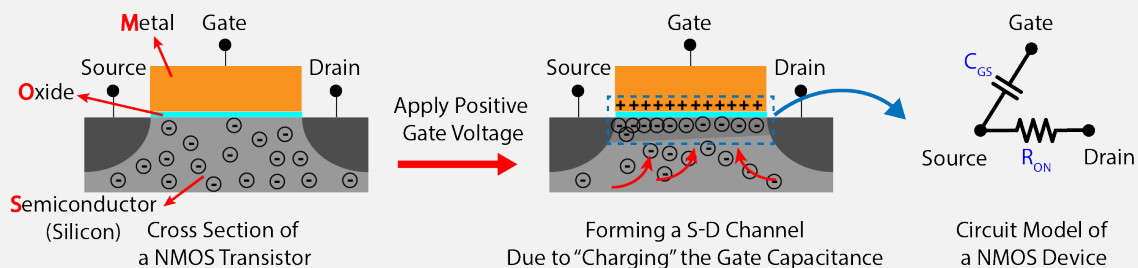 Metal
Gate
Source
Drain
Oxide
Semiconductor
(Silicon)
Cross Section of
a NMOS Transistor
Apply Positive
Gate Voltage
Gate
Source
Drain
+++++++++++
Forming a S-D Channel
Due to “Charging” the Gate Capacitance
Gate
CGS
Source
RON
Drain
Circuit Model of
a NMOS Device